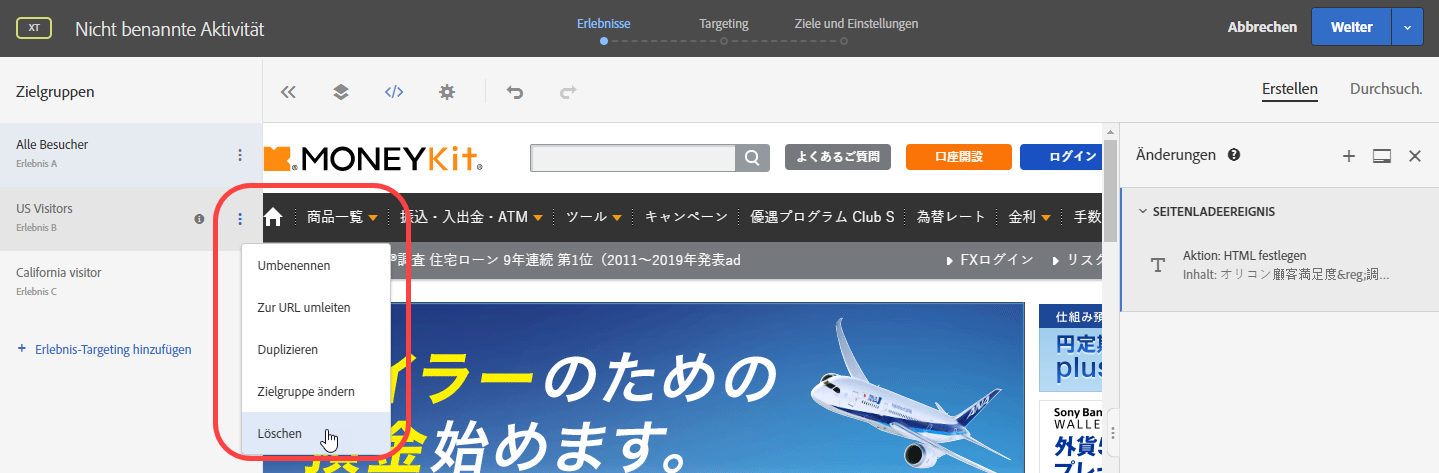 XT
Nicht benannte Aktivität
Erlebnisse
Targeting
Ziele und Einstellungen
Abbrechen
Weiter
Zielgruppen
Erstellen
Durchsuch.
Alle Besucher
Erlebnis A
US Visitors
Erlebnis B
California visitor
Erlebnis C
+ Erlebnis-Targeting hinzufügen
Umbenennen
Zur URL umleiten
Duplizieren
Zielgruppe ändern
Löschen
MONEYKit
よくあるご質問
口座開設
ログイン
商品一覧
振込・入出金・ATM
ツール
キャンペーン
優遇プログラム Club S
為替レート
金利
手数
®調査 住宅ローン 9年連続 第1位（2011〜2019年発表ad
FXログイン
リスク
イラーのための
預金始めます。
ANA
仕組み預
円定期
plus
Sony Ban
WALLE
外貨
プレ
Änderungen
SEITENLADEEREIGNIS
Aktion: HTML festlegen
Inhalt: オリコン顧客満足度&reg;調...